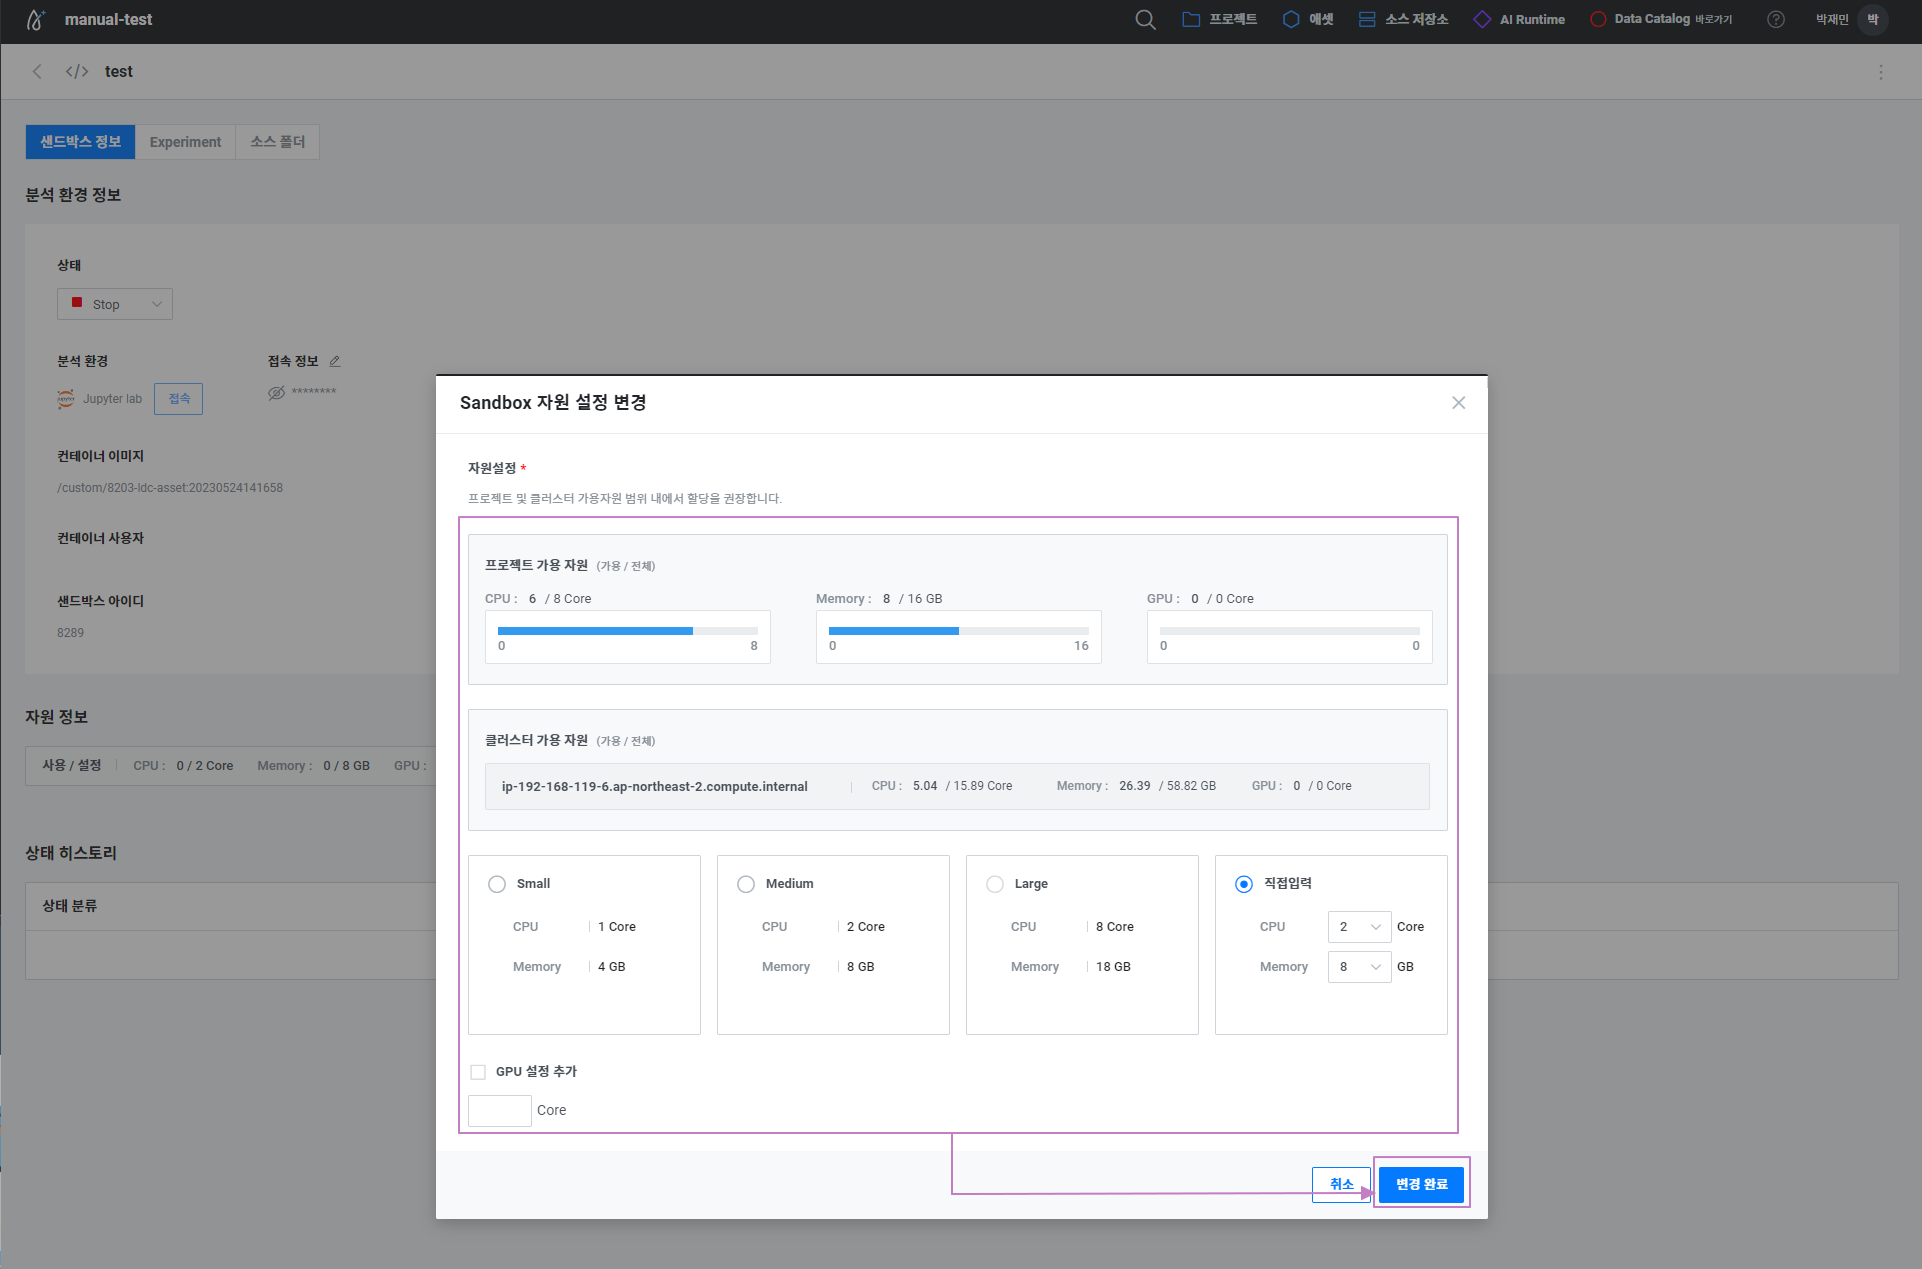 manual-test
프로젝트
에셋
소스 저장소
AI Runtime
Data Catalog 바로가기
?
박재민 박
</> test
샌드박스 정보
Experiment
소스 폴더
분석 환경 정보
상태
Stop
분석 환경
접속 정보
Jupyter lab
접속
********
컨테이너 이미지
/custom/8203-ldc-asset:20230524141658
컨테이너 사용자
샌드박스 아이디
8289
자원 정보
사용 / 설정 CPU : 0 / 2 Core Memory : 0 / 8 GB GPU :
상태 히스토리
상태 분류
Sandbox 자원 설정 변경
자원설정 *
프로젝트 및 클러스터 가용자원 범위 내에서 할당을 권장합니다.
프로젝트 가용 자원 (가용 / 전체)
CPU : 6 / 8 Core
Memory : 8 / 16 GB
GPU : 0 / 0 Core
0 8
0 16
0 0
클러스터 가용 자원 (가용 / 전체)
ip-192-168-119-6.ap-northeast-2.compute.internal CPU : 5.04 / 15.89 Core Memory : 26.39 / 58.82 GB GPU : 0 / 0 Core
Small
CPU 1 Core
Memory 4 GB
Medium
CPU 2 Core
Memory 8 GB
Large
CPU 8 Core
Memory 18 GB
직접입력
CPU 2 Core
Memory 8 GB
GPU 설정 추가
Core
취소
변경 완료